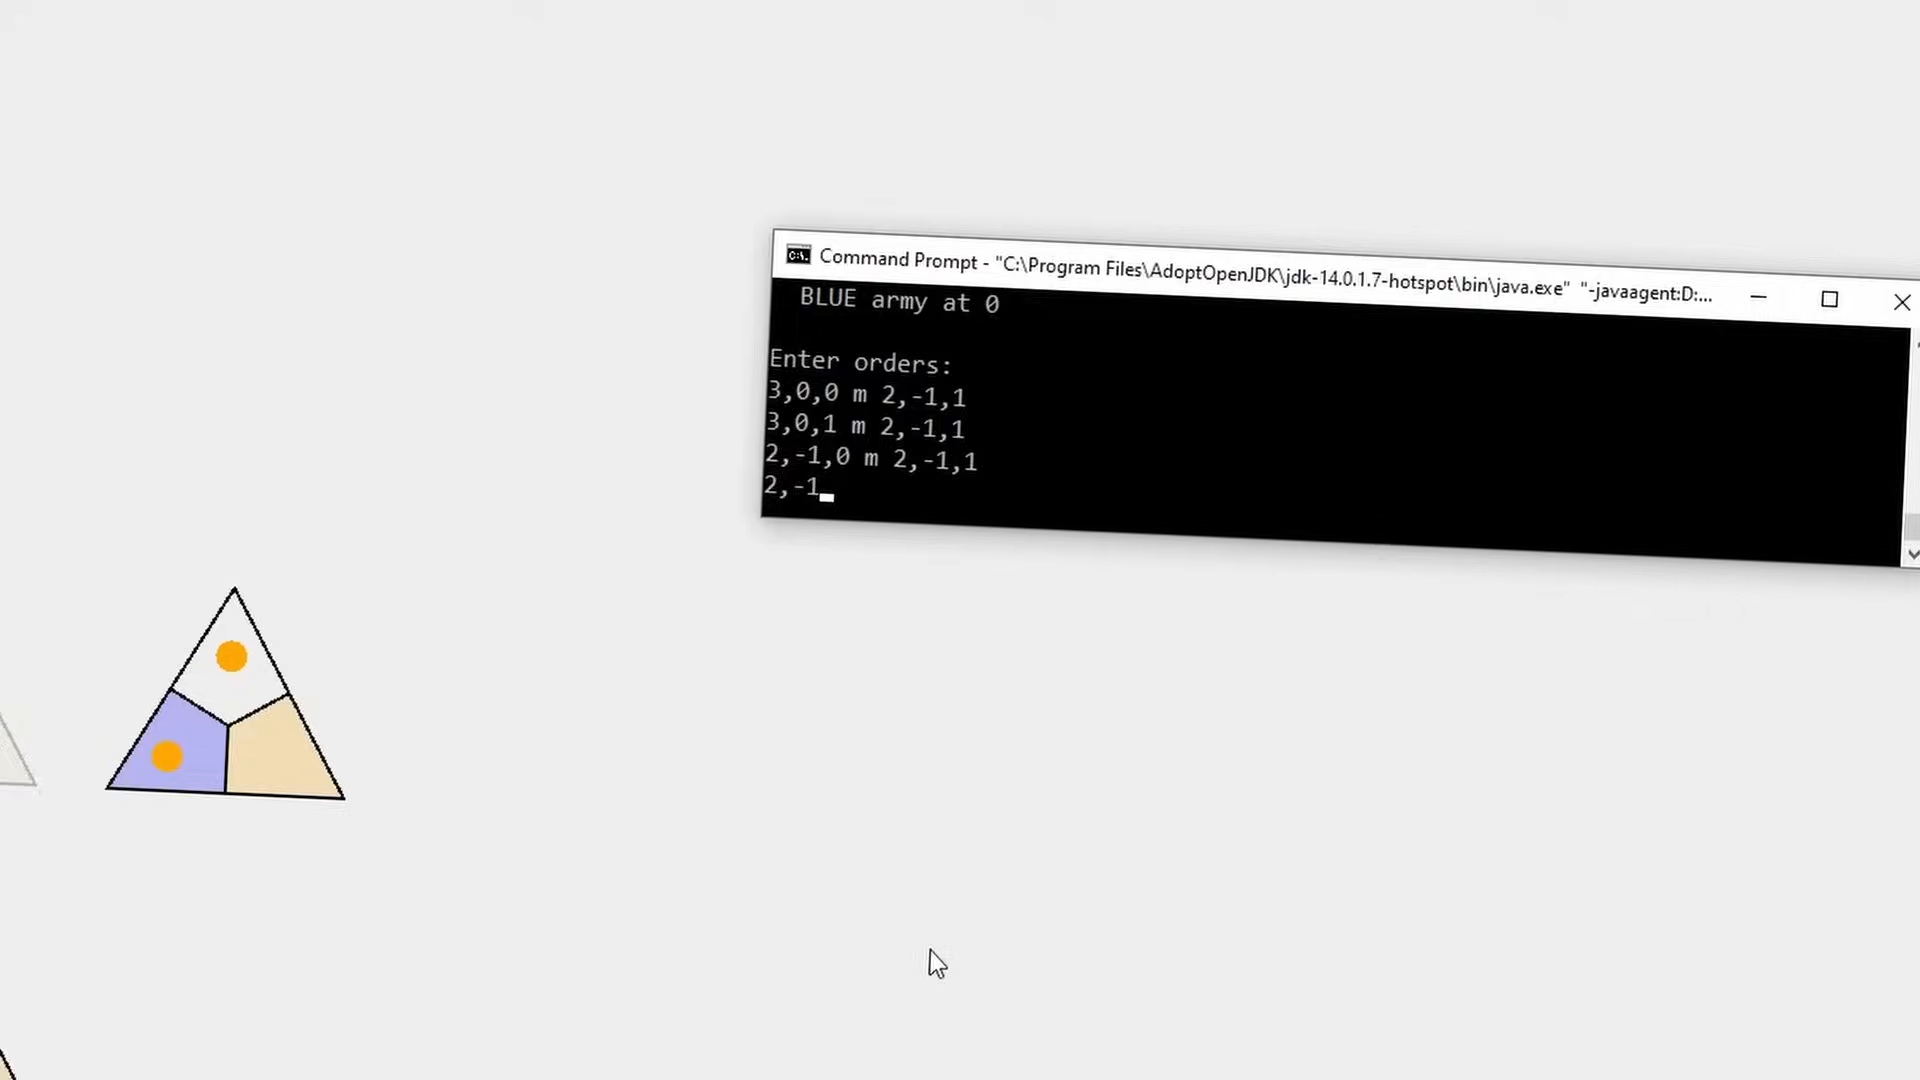 Command Prompt - "C:\Program Files\AdoptOpenJDK\jdk-14.0.1.7-hotspot\bin\java.exe" "-javaagent:D:...
BLUE army at 0
Enter orders:
3,0,0 m 2,-1,1
3,0,1 m 2,-1,1
2,-1,0 m 2,-1,1
2,-1